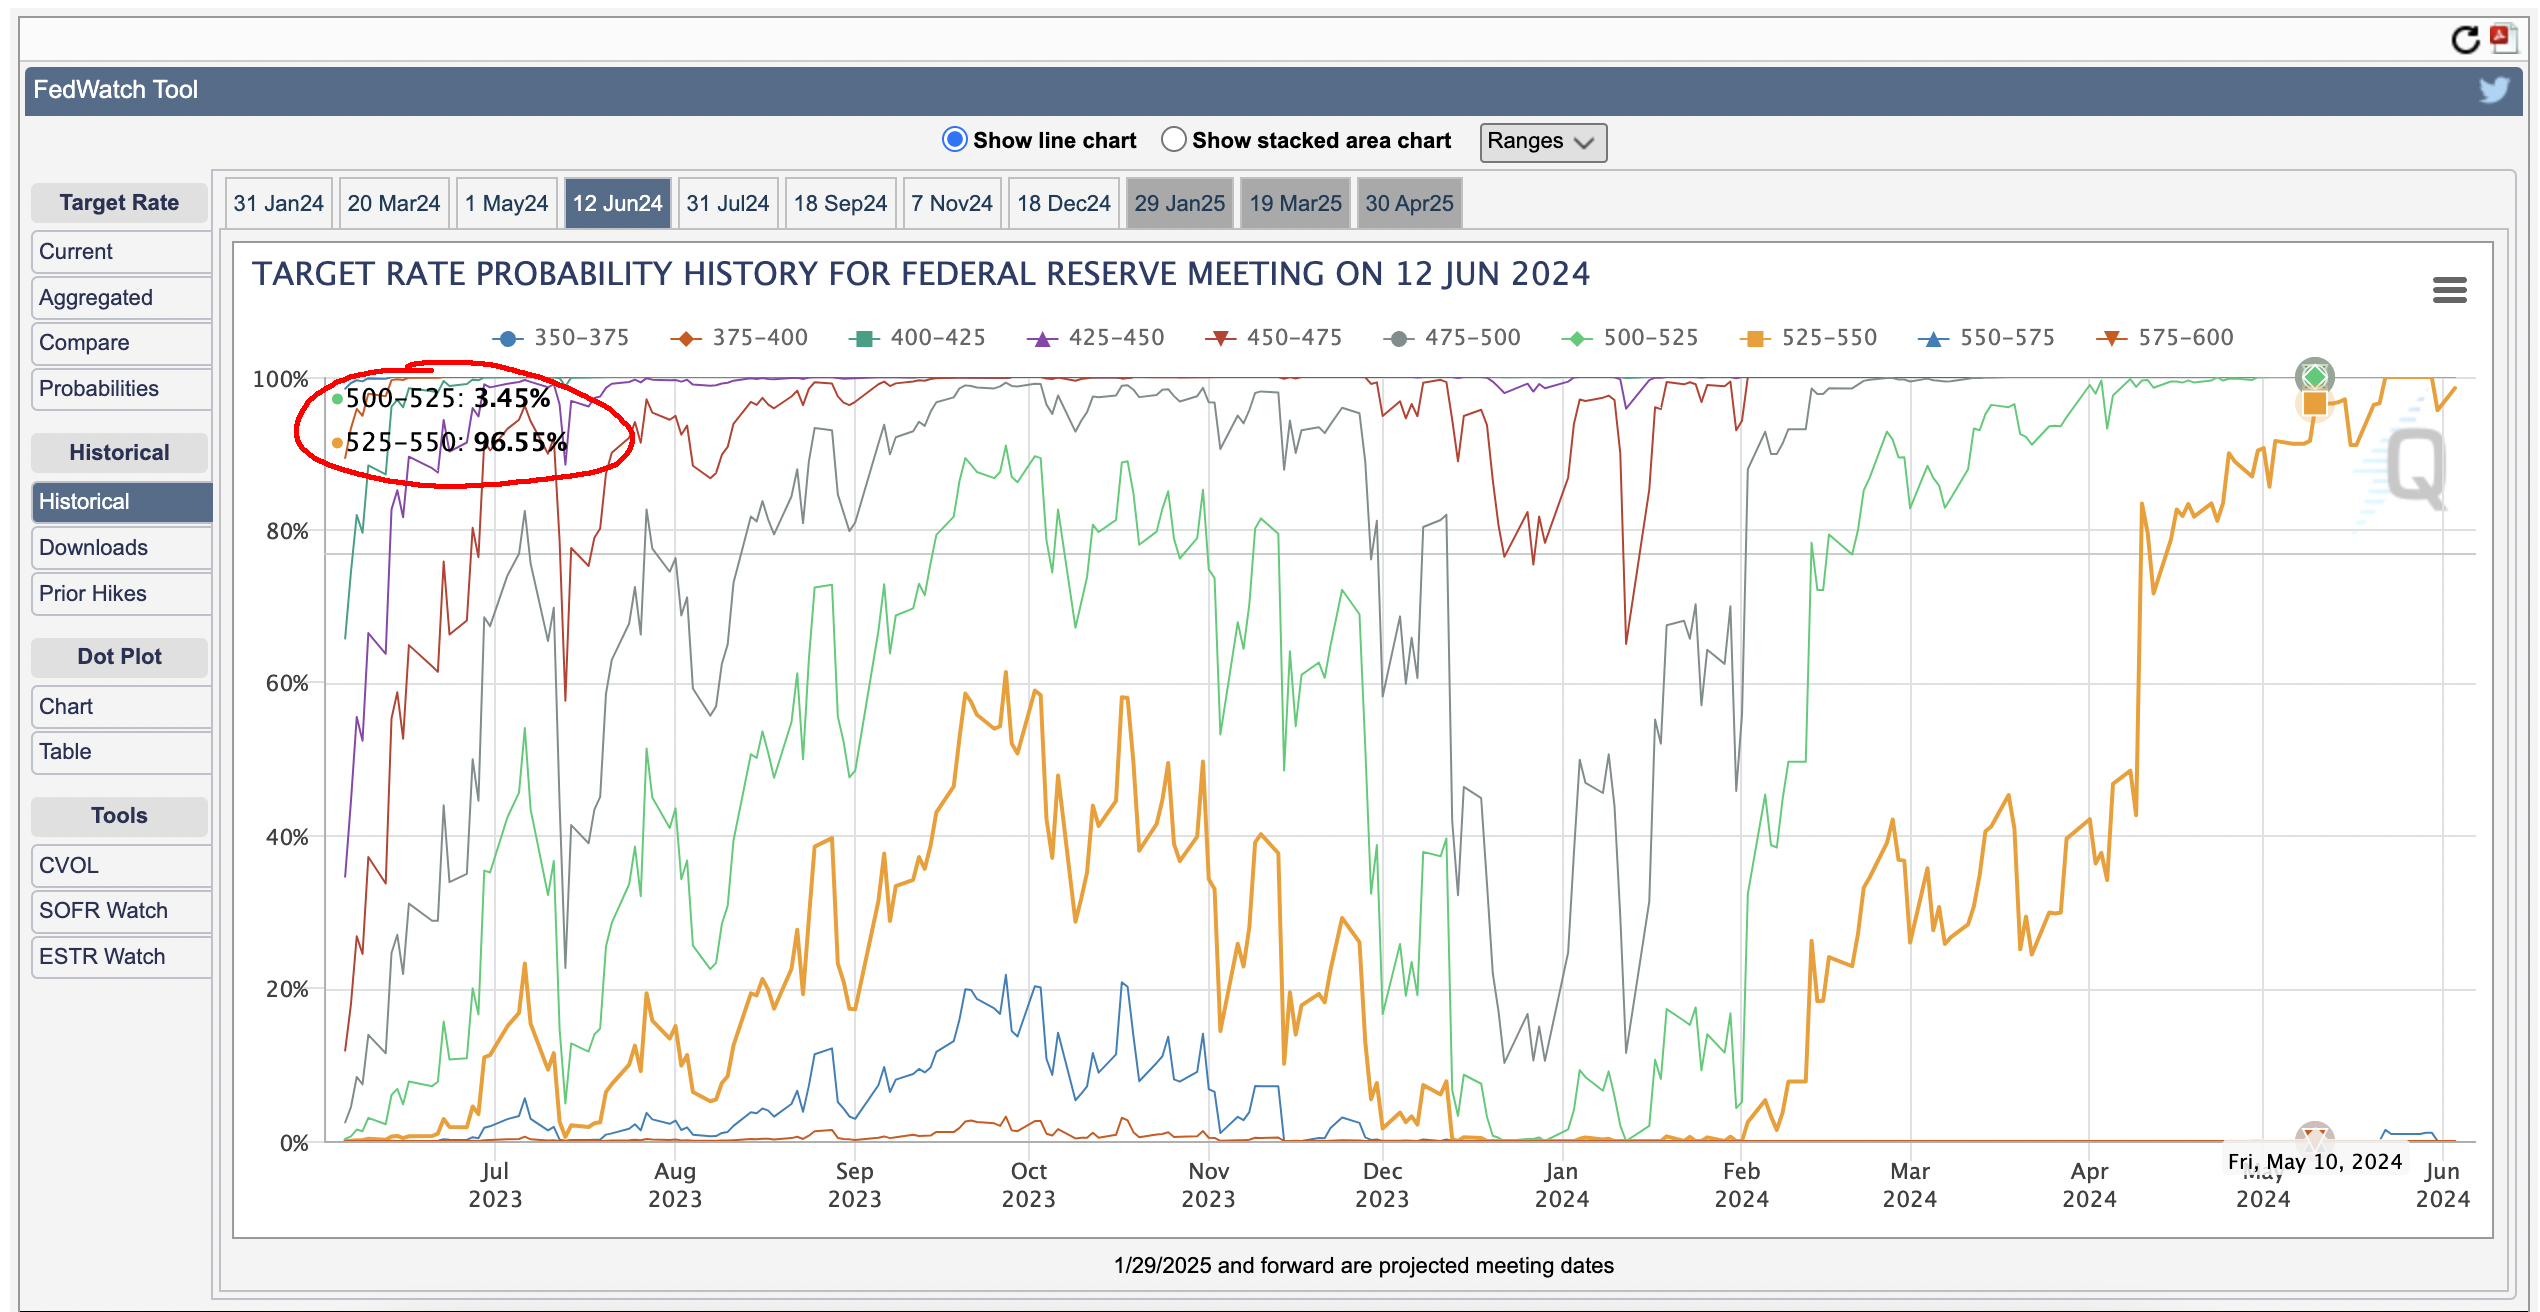 FedWatch Tool
Show line chart Show stacked area chart Ranges
Target Rate
Current
Aggregated
Compare
Probabilities
Historical
Historical
Downloads
Prior Hikes
Dot Plot
Chart
Table
Tools
CVOL
SOFR Watch
ESTR Watch
31 Jan24 20 Mar24 1 May24 12 Jun24 31 Jul24 18 Sep24 7 Nov24 18 Dec24 29 Jan25 19 Mar25 30 Apr25
TARGET RATE PROBABILITY HISTORY FOR FEDERAL RESERVE MEETING ON 12 JUN 2024
350-375 375-400 400-425 425-450 450-475 475-500 500-525 525-550 550-575 575-600
100%
500-525: 3.45%
525-550: 96.55%
Q
80%
60%
40%
20%
0%
Fri, May 10, 2024
Jul Aug Sep Oct Nov Dec Jan Feb Mar Apr May Jun
2023 2023 2023 2023 2023 2023 2024 2024 2024 2024 2024 2024
1/29/2025 and forward are projected meeting dates